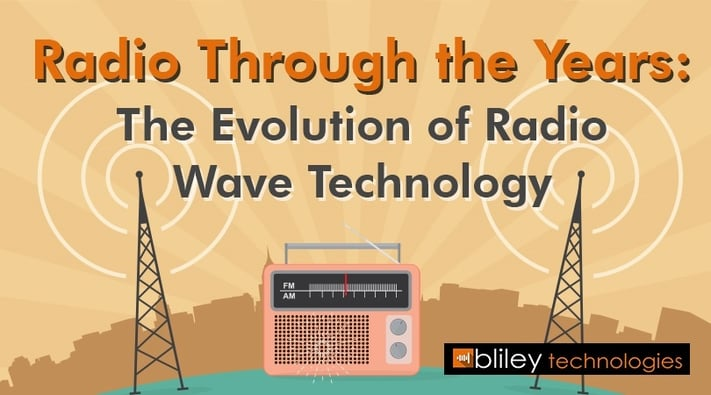 Radio Through the Years:
The Evolution of Radio
Wave Technology
FM
AM
bliley technologies